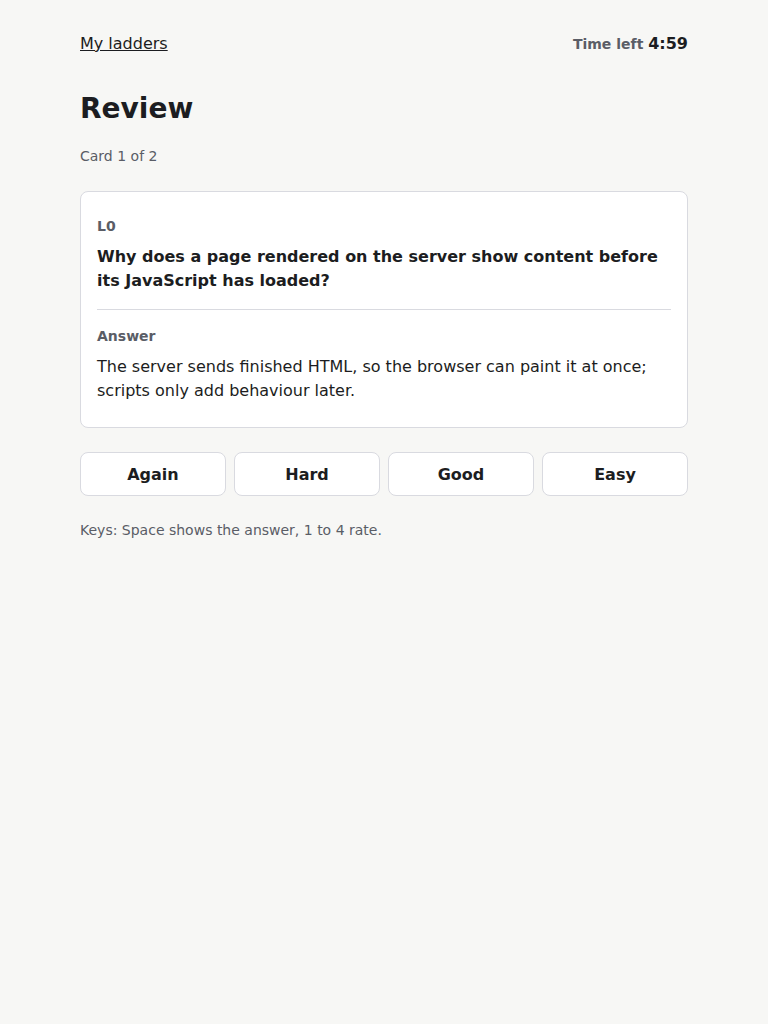 My ladders
Time left 4:59
Review
Card 1 of 2
L0
Why does a page rendered on the server show content before
its JavaScript has loaded?
Answer
The server sends finished HTML, so the browser can paint it at once;
scripts only add behaviour later.
Again
Hard
Good
Easy
Keys: Space shows the answer, 1 to 4 rate.